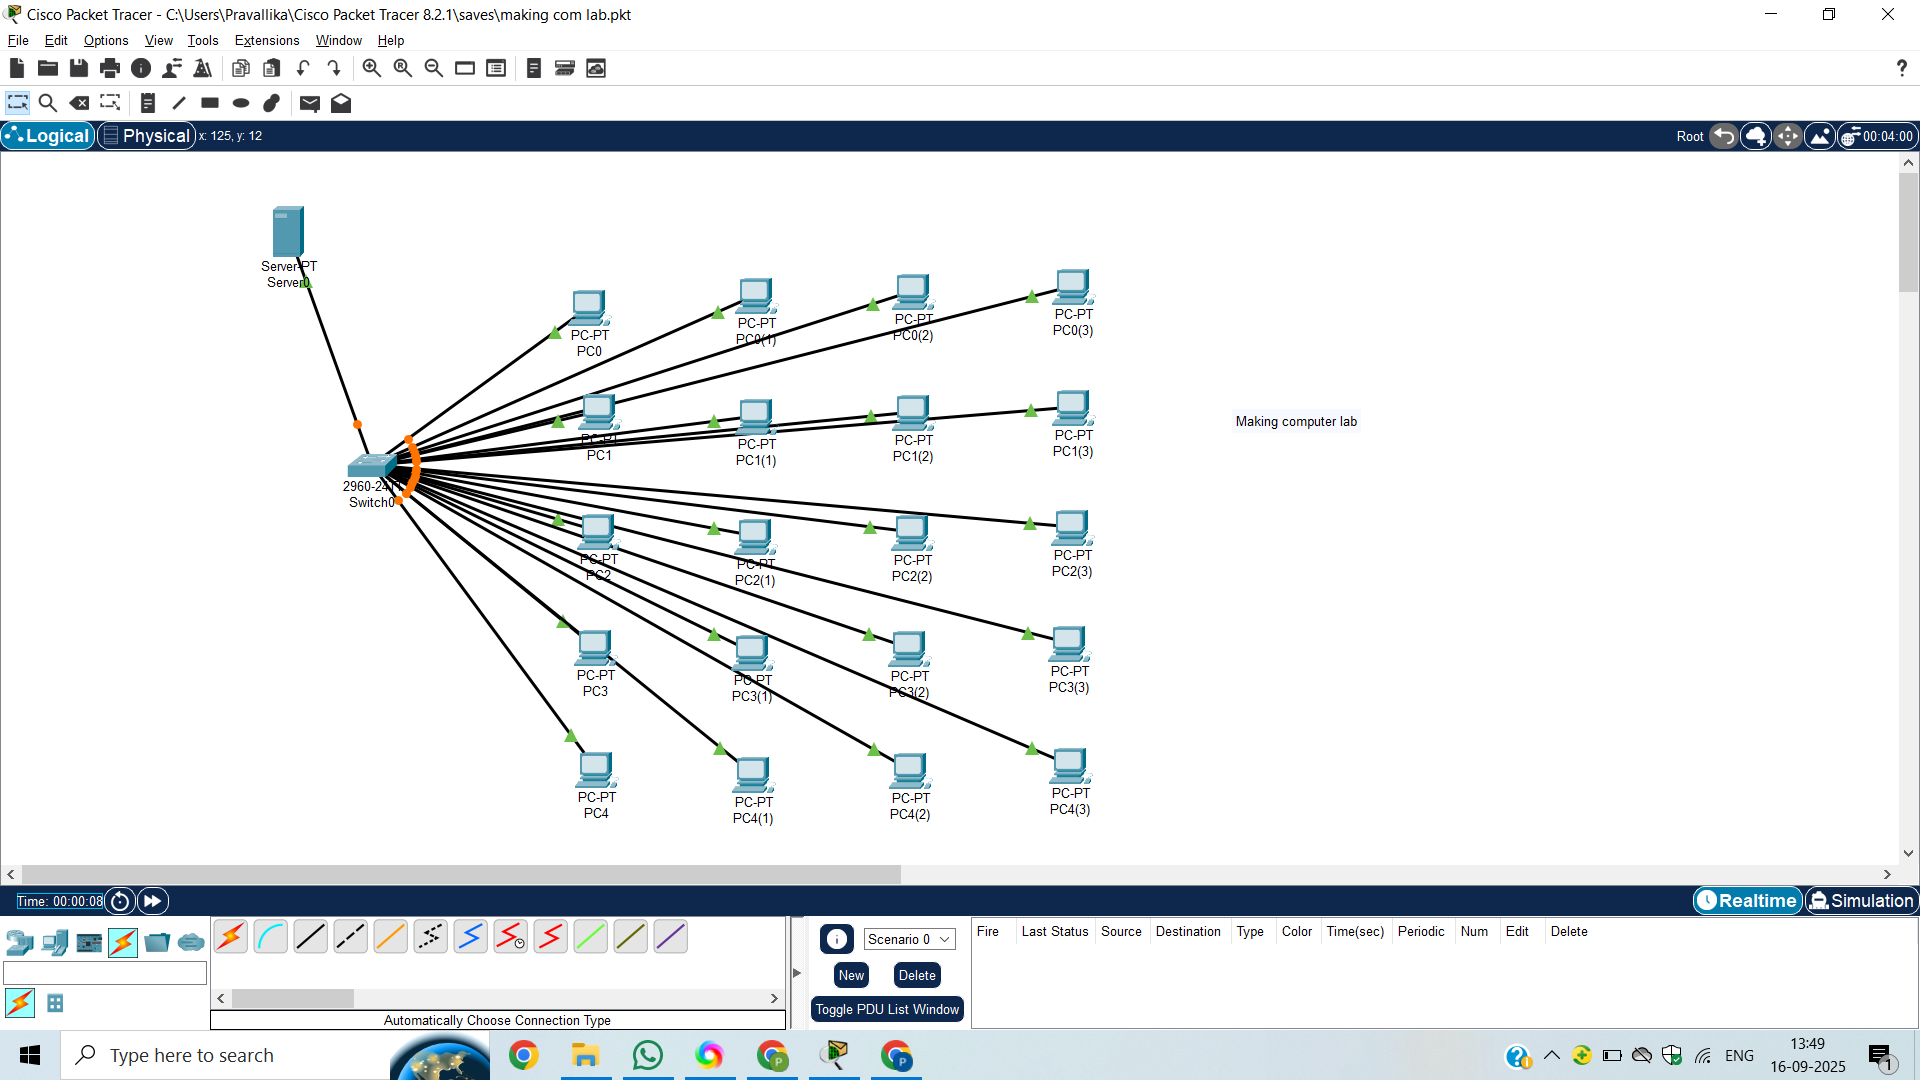 Cisco Packet Tracer - C:\Users\Pravallika\Cisco Packet Tracer 8.2.1\saves\making com lab.pkt
File Edit Options View Tools Extensions Window Help
?
Logical Physical x: 125, y: 12 Root 00:04:00
Server-PT
Server0
PC-PT
PC0
PC-PT
PC0(1)
PC-PT
PC0(2)
PC-PT
PC0(3)
PC-PT
PC1
PC-PT
PC1(1)
PC-PT
PC1(2)
PC-PT
PC1(3)
Making computer lab
2960-24TT
Switch0
PC-PT
PC2
PC-PT
PC2(1)
PC-PT
PC2(2)
PC-PT
PC2(3)
PC-PT
PC3
PC-PT
PC3(1)
PC-PT
PC3(2)
PC-PT
PC3(3)
PC-PT
PC4
PC-PT
PC4(1)
PC-PT
PC4(2)
PC-PT
PC4(3)
Time: 00:00:08 Realtime Simulation
Scenario 0
New Delete
Toggle PDU List Window
Fire Last Status Source Destination Type Color Time(sec) Periodic Num Edit Delete
Automatically Choose Connection Type
Type here to search
P
P
ENG
13:49
16-09-2025
1